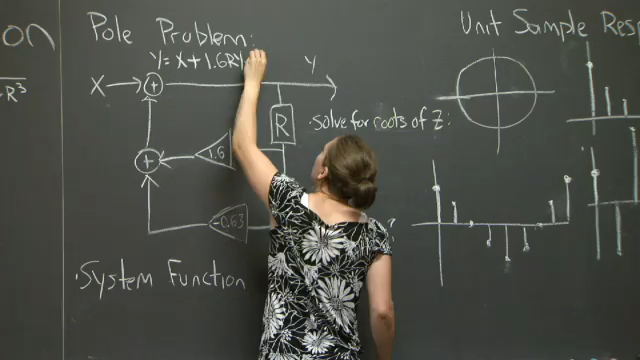 on
R³
Pole Problem:
Y = X + 1.6RY
X
+
Y
R
·solve for roots of Z:
+
1.6
-0.63
?
·System Function
Unit Sample Resp